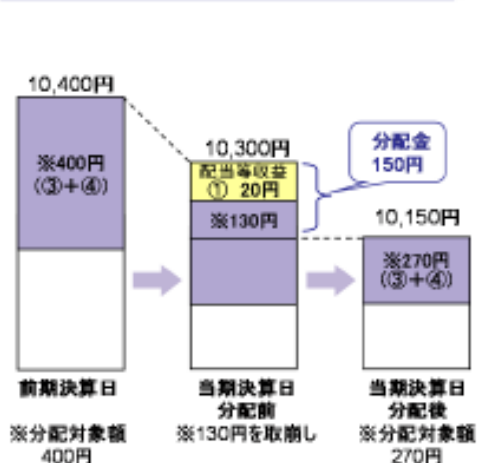 10,400円
※400円
(③+④)
前期決算日
※分配対象額
400円
10,300円
配当等収益
① 20円
※130円
当期決算日
分配前
※130円を取崩し
分配金
150円
10,150円
※270円
(③+④)
当期決算日
分配後
※分配対象額
270円